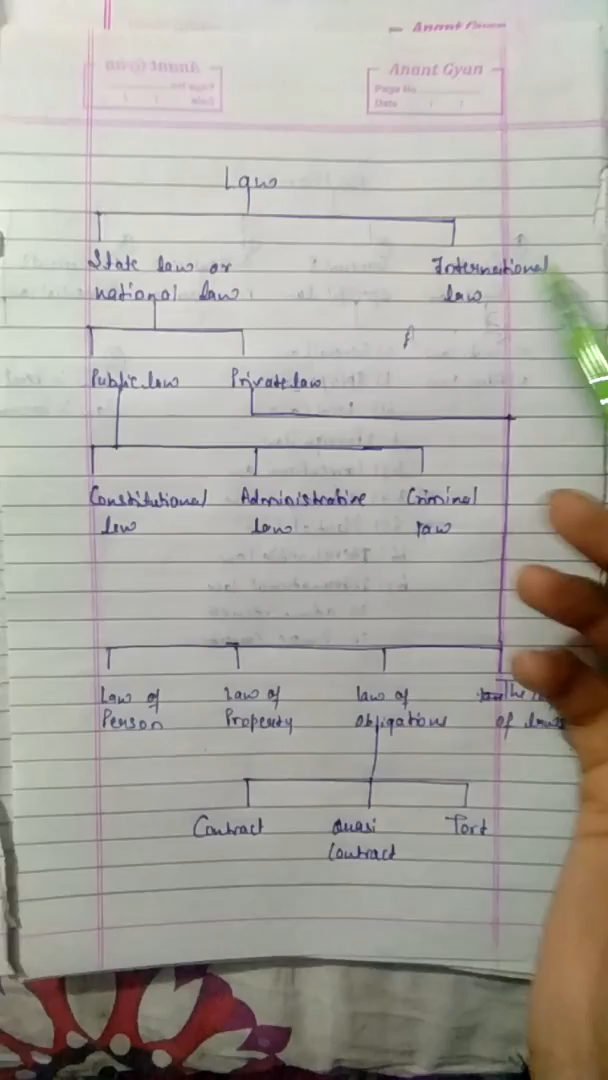 Anant Gyan
Page No
Date
Law
State law or
national law
International
law
Public law
Private law
Constitutional
law
Administrative
law
Criminal
law
Law of
Person
Law of
Property
law of
obligations
The
of laws
Contract
Quasi
Contract
Tort